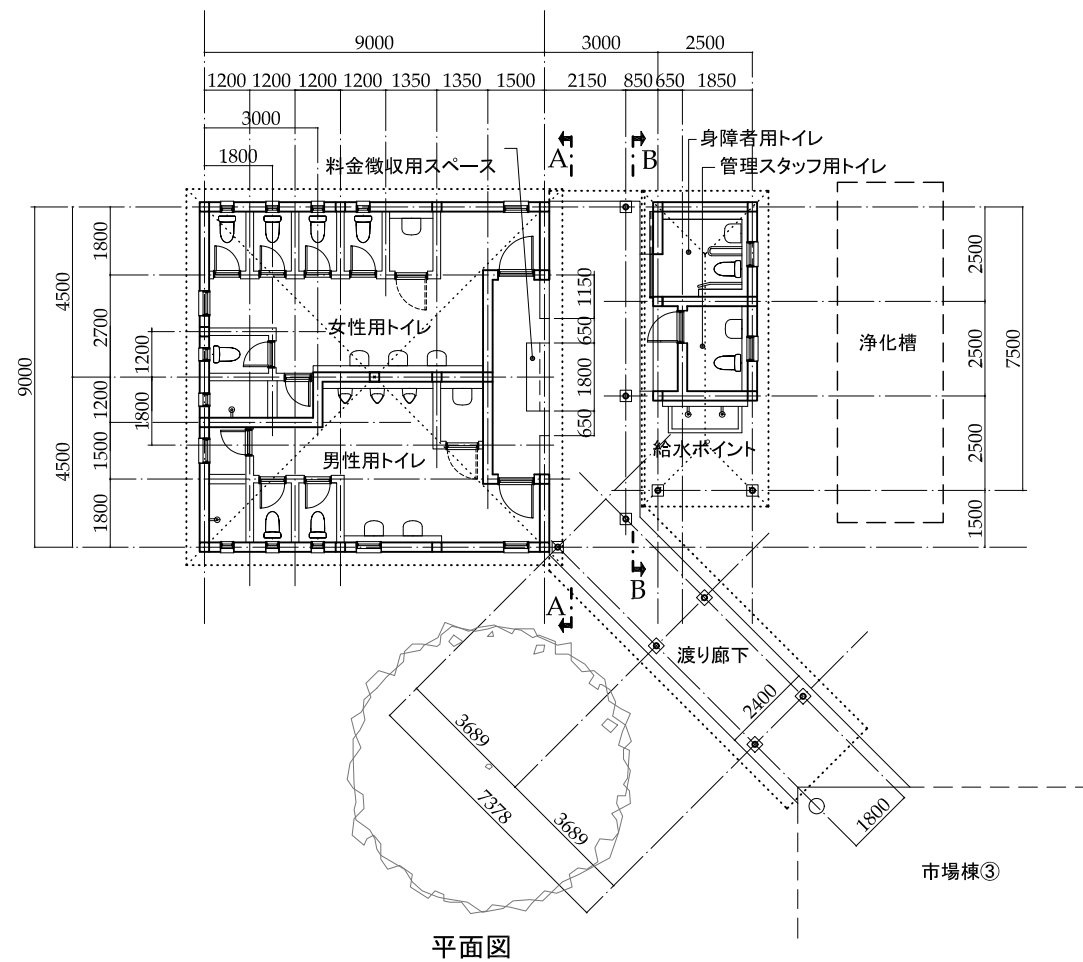 9000
3000
2500
1200
1200
1200
1200
1350
1350
1500
2150
850
650
1850
3000
1800
料金徴収用スペース
A
B
身障者用トイレ
管理スタッフ用トイレ
9000
4500
4500
1800
2700
1200
1500
1800
1200
1800
女性用トイレ
男性用トイレ
1150
650
1800
650
給水ポイント
浄化槽
2500
2500
2500
1500
7500
A
B
渡り廊下
2400
3689
7378
3689
1800
市場棟③
平面図